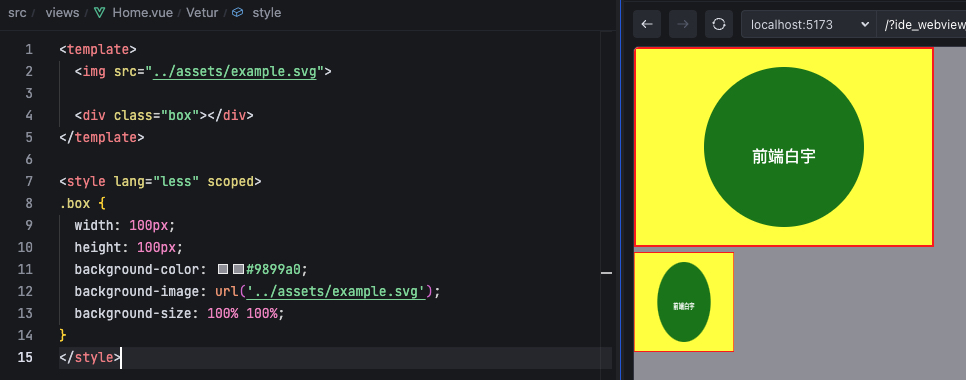 src / views / Home.vue / Vetur / style
1 <template>
2 <img src="../assets/example.svg">
3
4 <div class="box"></div>
5 </template>
6
7 <style lang="less" scoped>
8 .box {
9 width: 100px;
10 height: 100px;
11 background-color: #9899a0;
12 background-image: url('../assets/example.svg');
13 background-size: 100% 100%;
14 }
15 </style>
localhost:5173 /?ide_webview
前端白宇
前端白宇